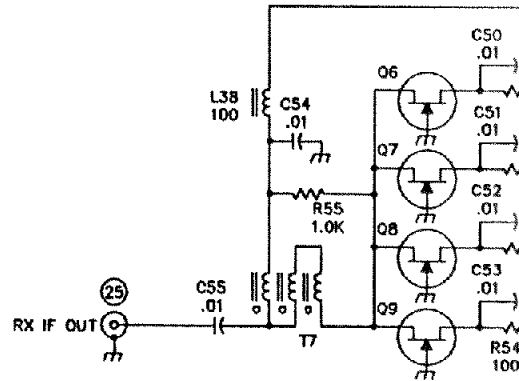 C50
.01
Q6
L38
100
C54
.01
C51
.01
Q7
R55
1.0K
C52
.01
Q8
C53
.01
25
C55
.01
RX IF OUT
Q9
T7
R54
100